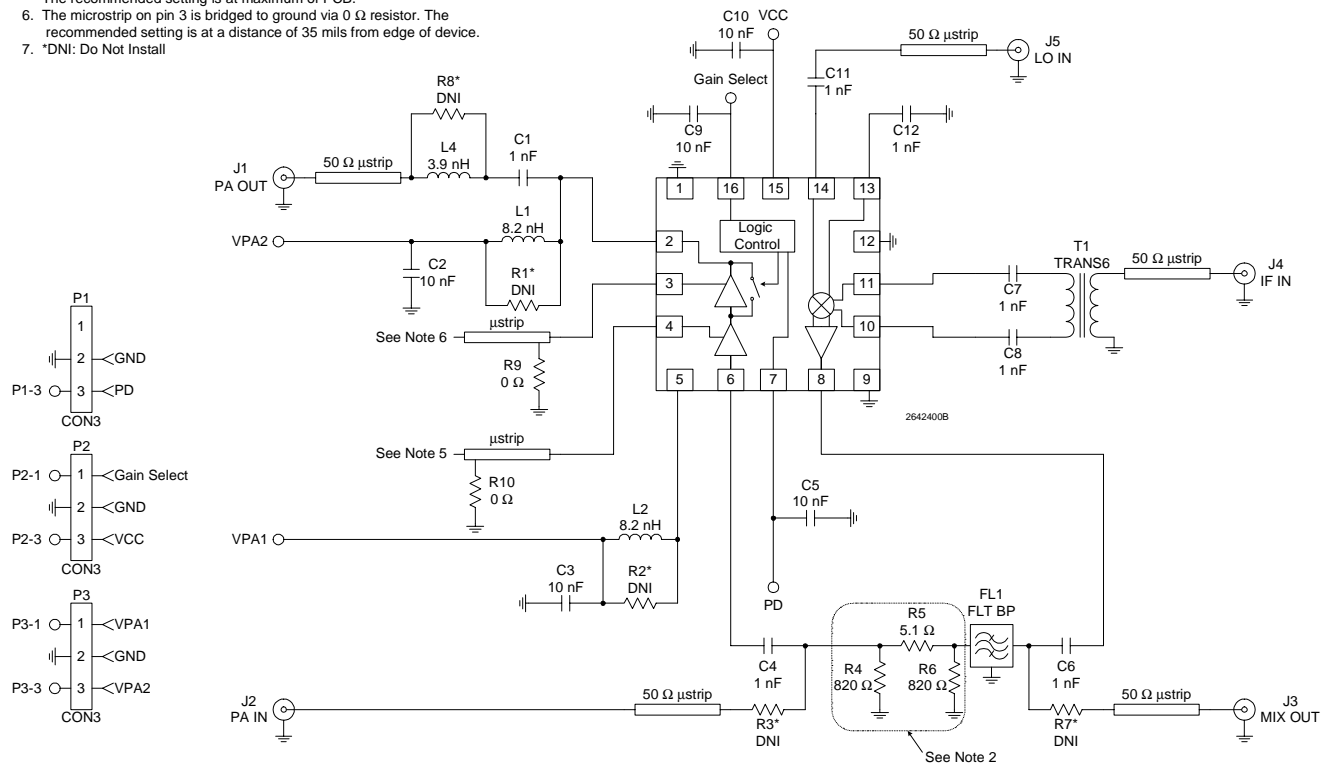 The recommended setting is at maximum of PCB.
6. The microstrip on pin 3 is bridged to ground via 0 Ω resistor. The
recommended setting is at a distance of 35 mils from edge of device.
7. *DNI: Do Not Install
C10
10 nF
VCC
Gain Select
C9
10 nF
C11
1 nF
50 Ω µstrip
J5
LO IN
C12
1 nF
R8*
DNI
L4
3.9 nH
C1
1 nF
J1
PA OUT
50 Ω µstrip
L1
8.2 nH
VPA2
C2
10 nF
R1*
DNI
1
16
15
14
13
2
Logic
Control
12
3
11
4
10
5
6
7
8
9
2642400B
C7
1 nF
C8
1 nF
T1
TRANS6
50 Ω µstrip
J4
IF IN
See Note 6
µstrip
R9
0 Ω
See Note 5
µstrip
R10
0 Ω
P1
1
2
GND
P1-3
3
PD
CON3
P2
P2-1
1
Gain Select
2
GND
P2-3
3
VCC
CON3
P3
P3-1
1
VPA1
2
GND
P3-3
3
VPA2
CON3
VPA1
L2
8.2 nH
C3
10 nF
R2*
DNI
C5
10 nF
PD
C4
1 nF
R5
5.1 Ω
R4
820 Ω
R6
820 Ω
FL1
FLT BP
C6
1 nF
J2
PA IN
50 Ω µstrip
R3*
DNI
See Note 2
R7*
DNI
50 Ω µstrip
J3
MIX OUT